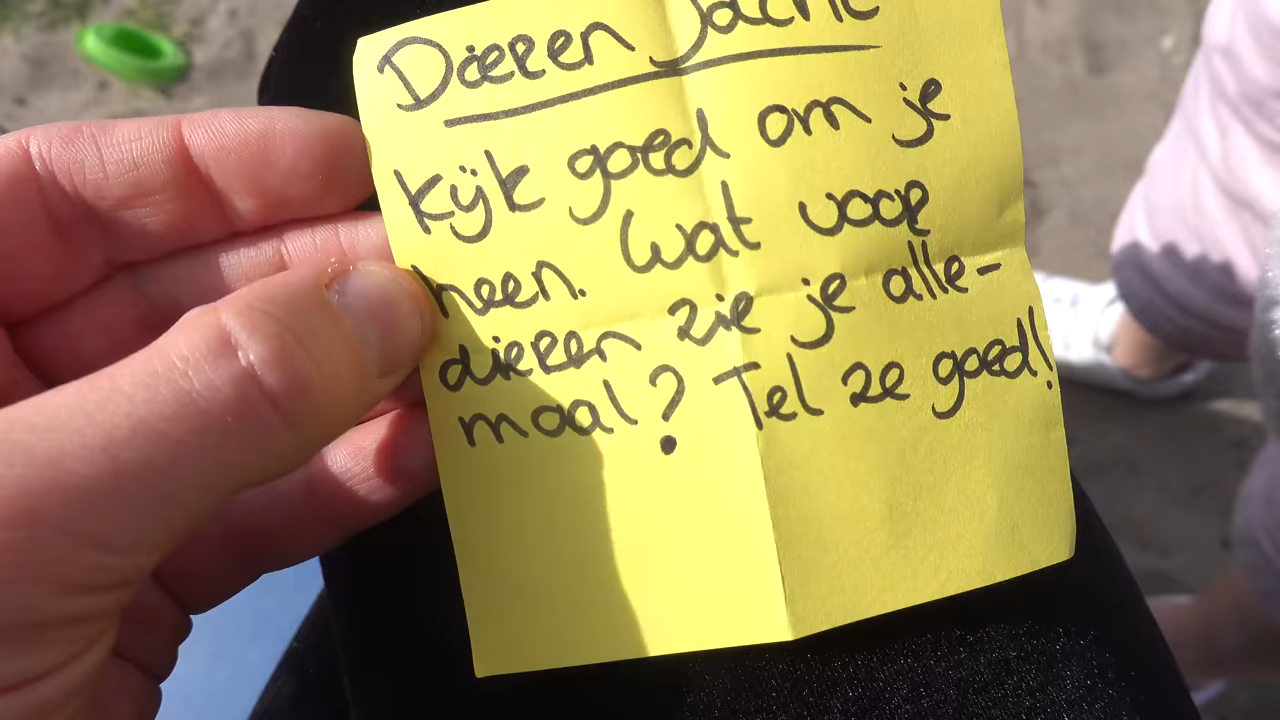 Dieren Jacht
Kijk goed om je
heen. Wat voor
dieren zie je alle-
maal? Tel ze goed!